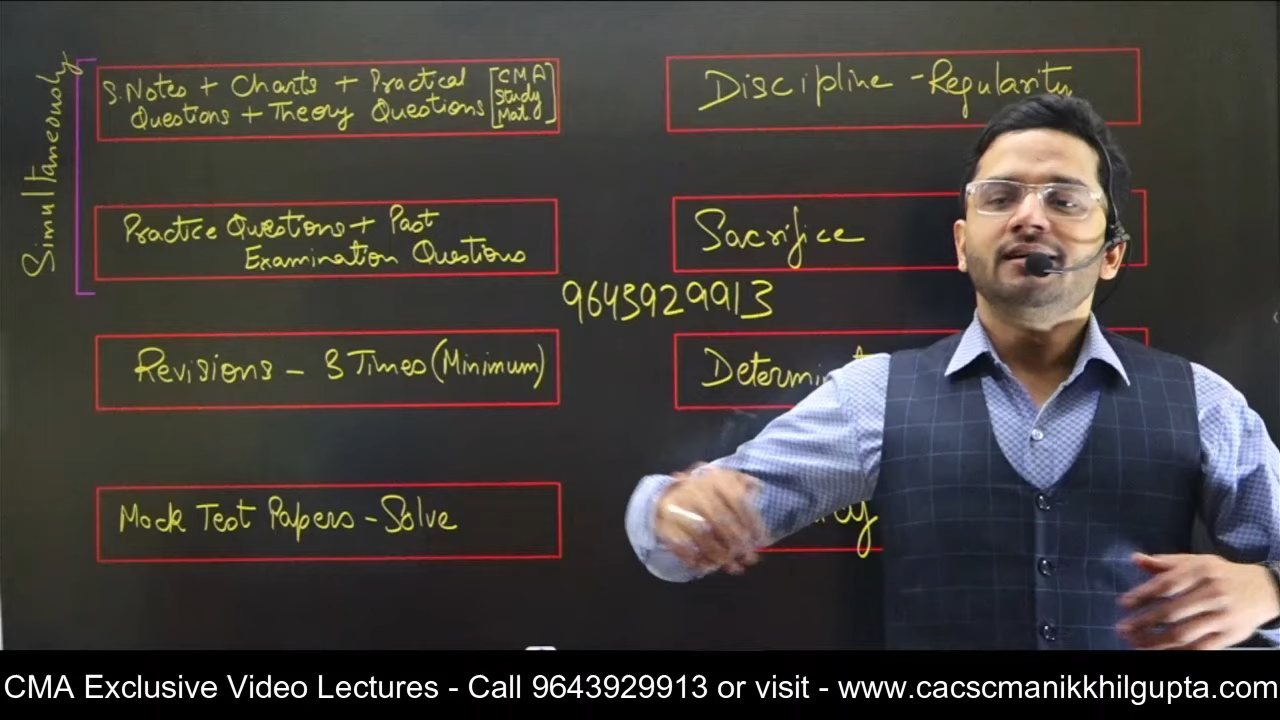 Simultaneously
S. Notes + Charts + Practical
Questions + Theory Questions
[CMA
Study
Mat.]
Practice Questions + Past
Examination Questions
Revisions - 3 Times (Minimum)
Mock Test Papers - Solve
Discipline - Regularity
Sacrifice
9643929913
CMA Exclusive Video Lectures - Call 9643929913 or visit - www.cacscmanikkhilgupta.com